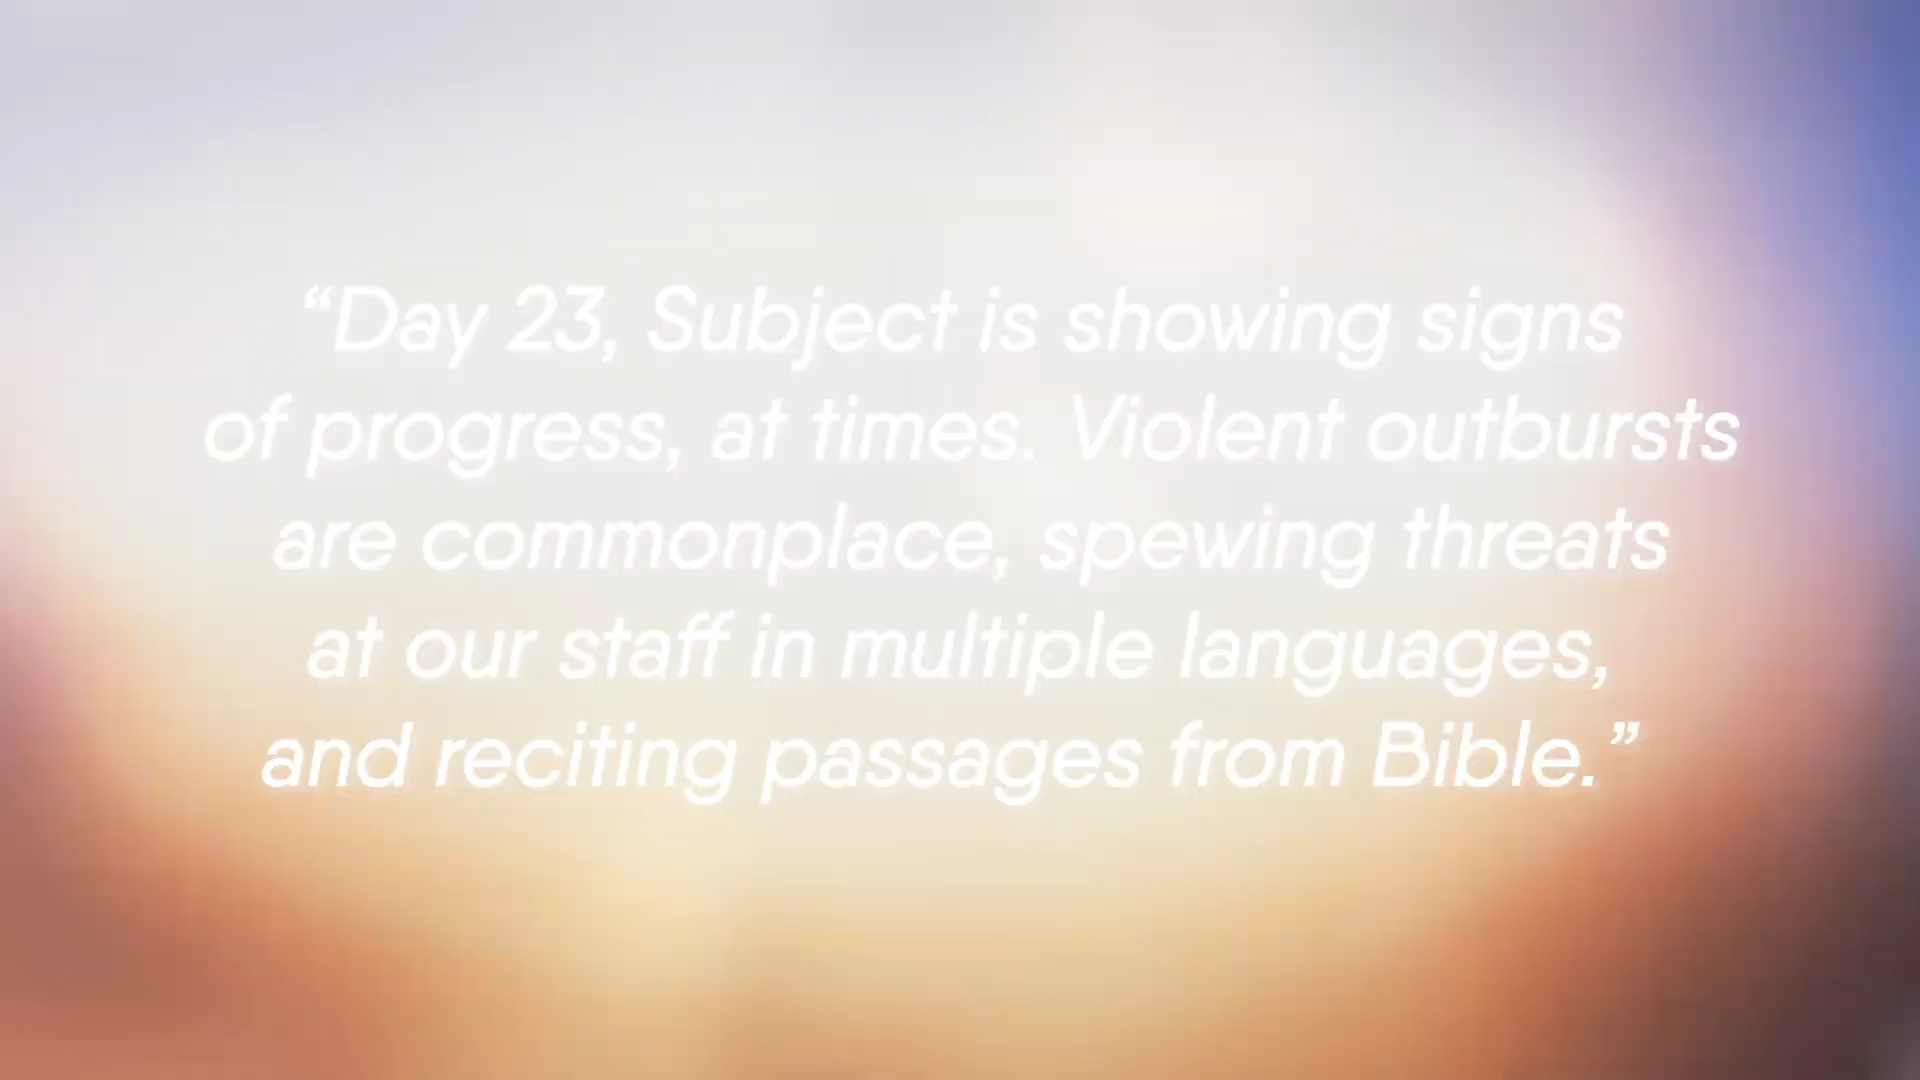 “Day 23, Subject is showing signs
of progress, at times. Violent outbursts
are commonplace, spewing threats
at our staff in multiple languages,
and reciting passages from Bible.”